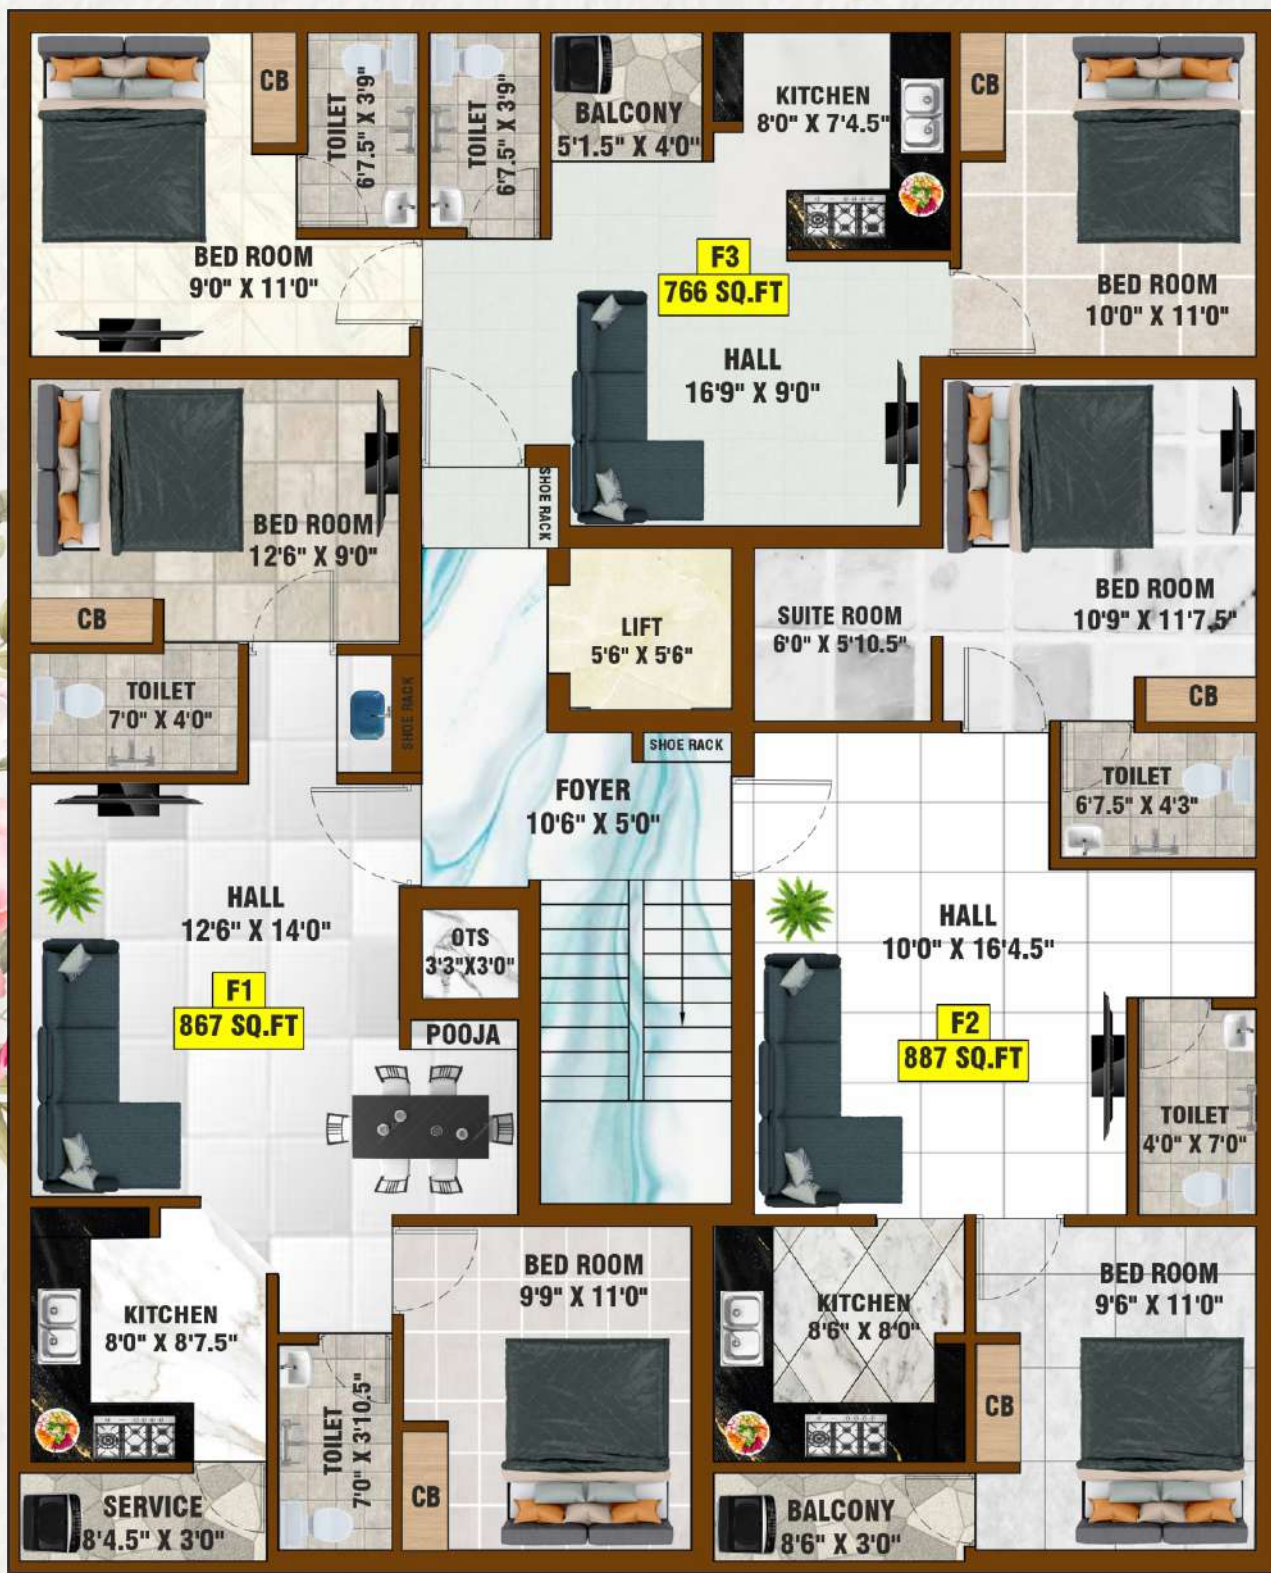 CB
TOILET
6'7.5" X 3'9"
TOILET
6'7.5" X 3'9"
BALCONY
5'1.5" X 4'0"
KITCHEN
8'0" X 7'4.5"
CB
BED ROOM
9'0" X 11'0"
F3
766 SQ.FT
BED ROOM
10'0" X 11'0"
HALL
16'9" X 9'0"
BED ROOM
12'6" X 9'0"
CB
SHOE RACK
LIFT
5'6" X 5'6"
SUITE ROOM
6'0" X 5'10.5"
BED ROOM
10'9" X 11'7.5"
CB
TOILET
7'0" X 4'0"
SHOE RACK
SHOE RACK
FOYER
10'6" X 5'0"
TOILET
6'7.5" X 4'3"
HALL
12'6" X 14'0"
OTS
3'3"X3'0"
HALL
10'0" X 16'4.5"
F1
867 SQ.FT
POOJA
F2
887 SQ.FT
TOILET
4'0" X 7'0"
KITCHEN
8'0" X 8'7.5"
BED ROOM
9'9" X 11'0"
KITCHEN
8'6" X 8'0"
BED ROOM
9'6" X 11'0"
TOILET
7'0" X 3'10.5"
CB
CB
SERVICE
8'4.5" X 3'0"
BALCONY
8'6" X 3'0"